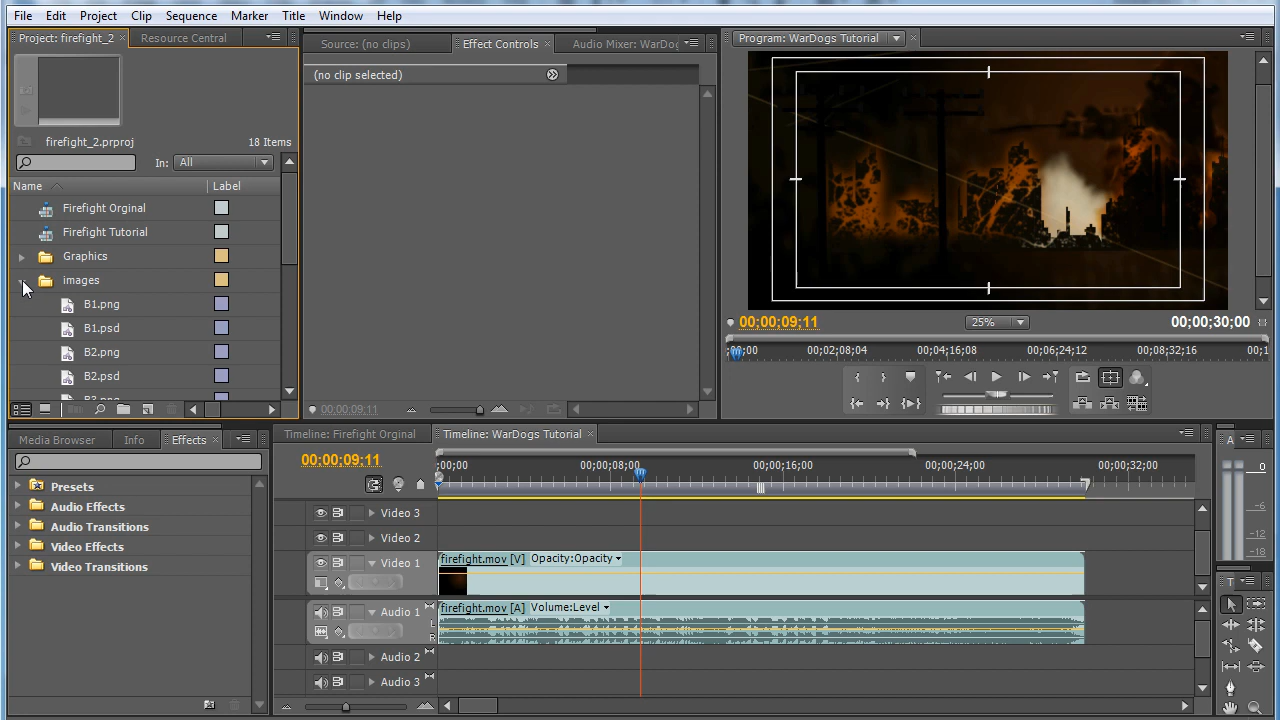 File Edit Project Clip Sequence Marker Title Window Help
Project: firefight_2 Resource Central
firefight_2.prproj 18 Items
In: All
Name Label
Firefight Orginal
Firefight Tutorial
Graphics
images
B1.png
B1.psd
B2.png
B2.psd
Source: (no clips) Effect Controls Audio Mixer: WarDog
(no clip selected)
00;00;09;11
Program: WarDogs Tutorial
00;00;09;11 25% 00;00;30;00
;00;00 00;02;08;04 00;04;16;08 00;06;24;12 00;08;32;16 00;1
Media Browser Info Effects
Presets
Audio Effects
Audio Transitions
Video Effects
Video Transitions
Timeline: Firefight Orginal Timeline: WarDogs Tutorial
00;00;09;11
;00;00 00;00;08;00 00;00;16;00 00;00;24;00 00;00;32;00
Video 3
Video 2
Video 1 firefight.mov [V] Opacity:Opacity
Audio 1 firefight.mov [A] Volume:Level
L
R
Audio 2
Audio 3
A
0
-6
-12
-18
T